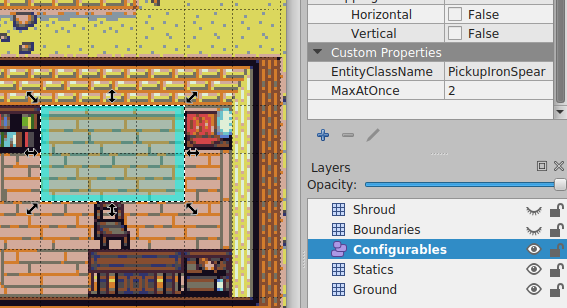 Horizontal False
Vertical False
Custom Properties
EntityClassName PickupIronSpear
MaxAtOnce 2
Layers
Opacity:
Shroud
Boundaries
Configurables
Statics
Ground